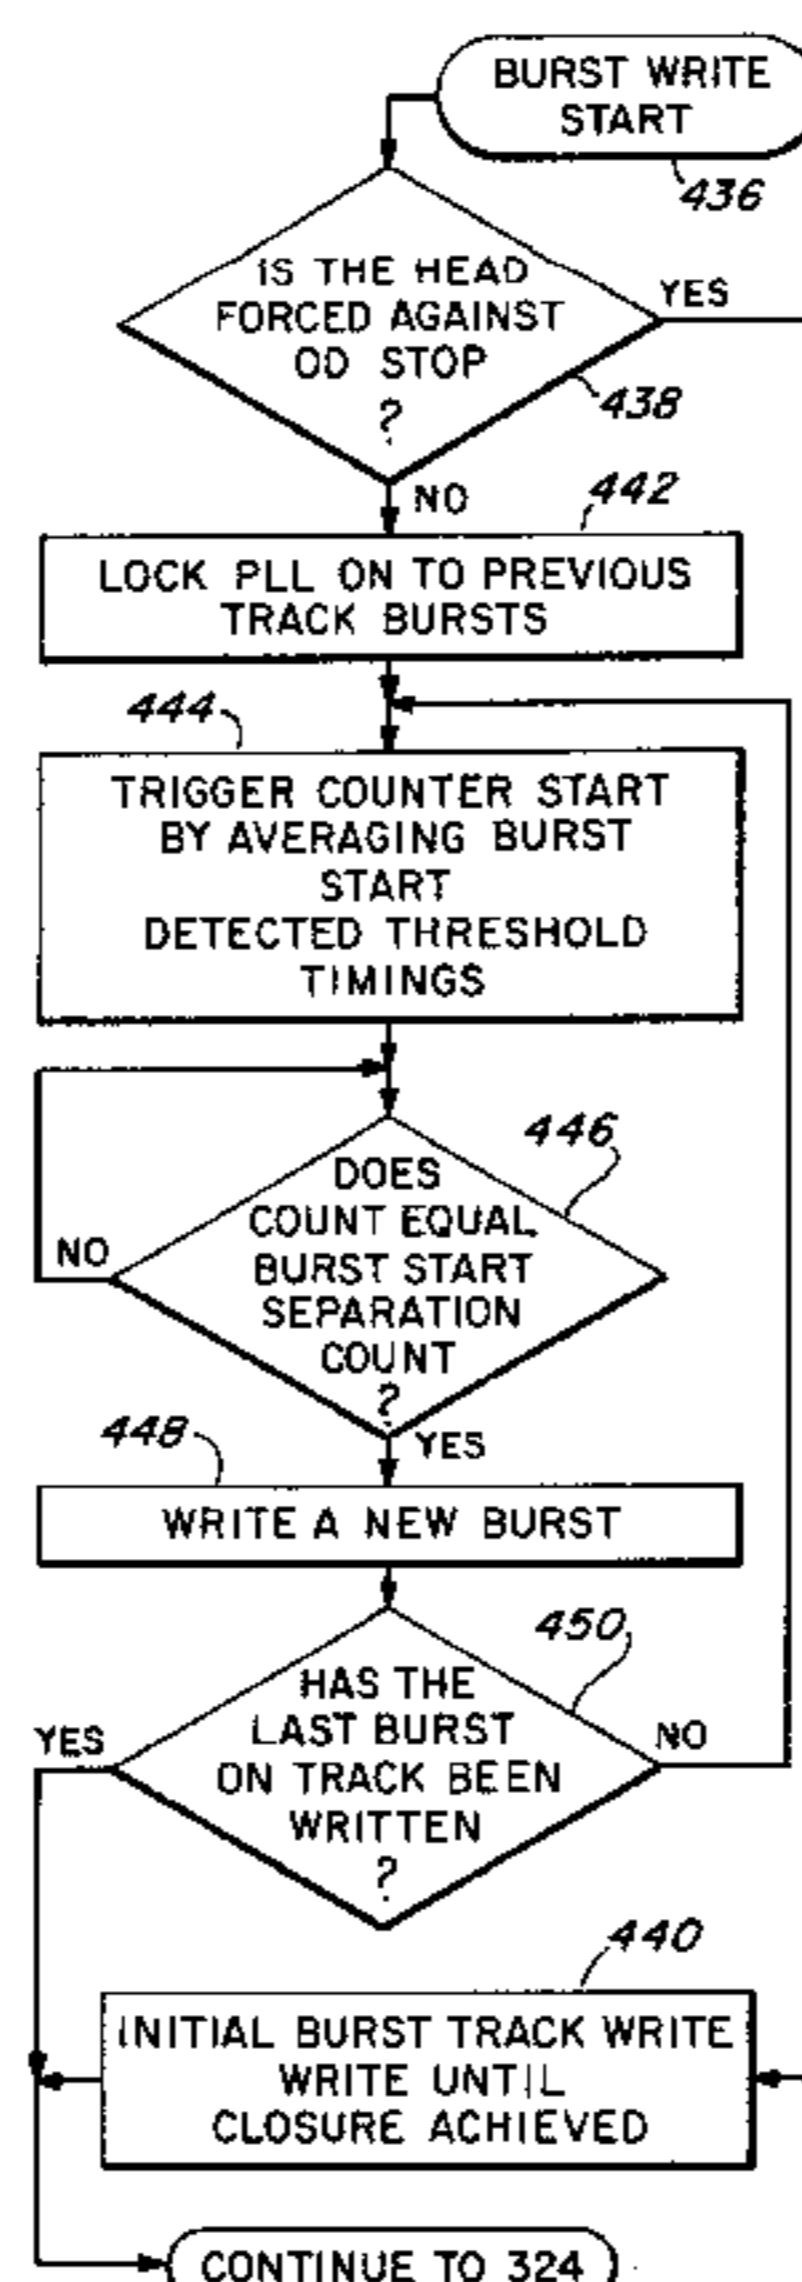 BURST WRITE
START
436
IS THE HEAD
FORCED AGAINST
OD STOP
?
YES
438
NO
442
LOCK PLL ON TO PREVIOUS
TRACK BURSTS
444
TRIGGER COUNTER START
BY AVERAGING BURST
START
DETECTED THRESHOLD
TIMINGS
446
DOES
COUNT EQUAL
BURST START
SEPARATION
COUNT
?
NO
YES
448
WRITE A NEW BURST
450
HAS THE
LAST BURST
ON TRACK BEEN
WRITTEN
?
YES
NO
440
INITIAL BURST TRACK WRITE
WRITE UNTIL
CLOSURE ACHIEVED
CONTINUE TO 324